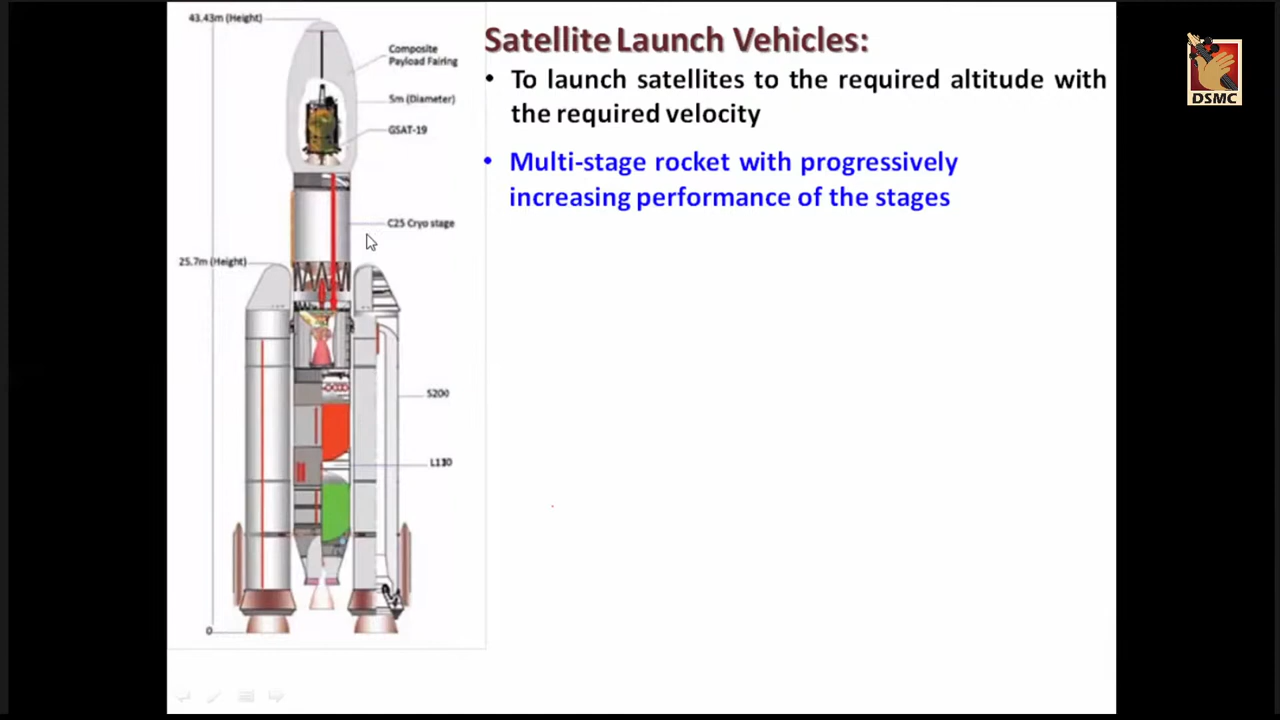 43.43m (Height)
Composite
Payload Fairing
5m (Diameter)
GSAT-19
C25 Cryo stage
25.7m (Height)
S200
L110
0
Satellite Launch Vehicles:
• To launch satellites to the required altitude with
the required velocity
• Multi-stage rocket with progressively
increasing performance of the stages
DSMC